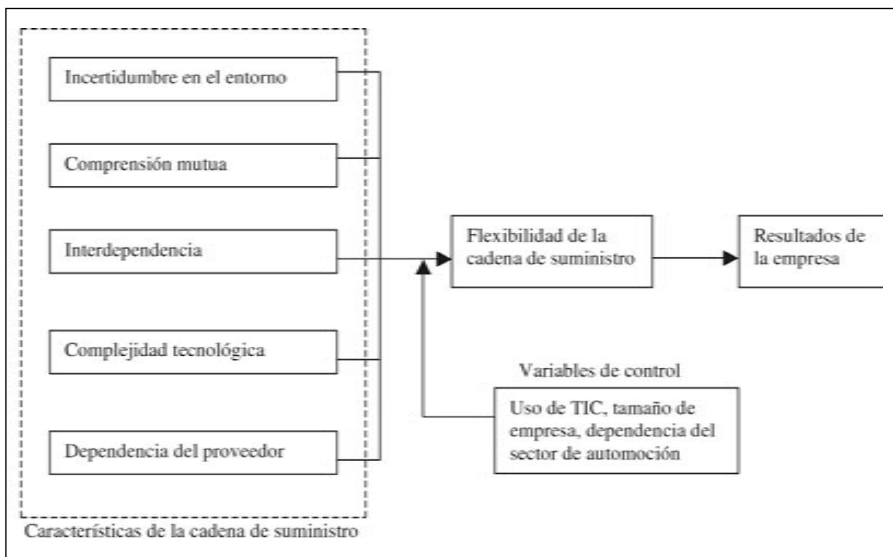 Incertidumbre en el entorno
Comprensión mutua
Interdependencia
Complejidad tecnológica
Dependencia del proveedor
Características de la cadena de suministro
Flexibilidad de la
cadena de suministro
Resultados de
la empresa
Variables de control
Uso de TIC, tamaño de
empresa, dependencia del
sector de automoción